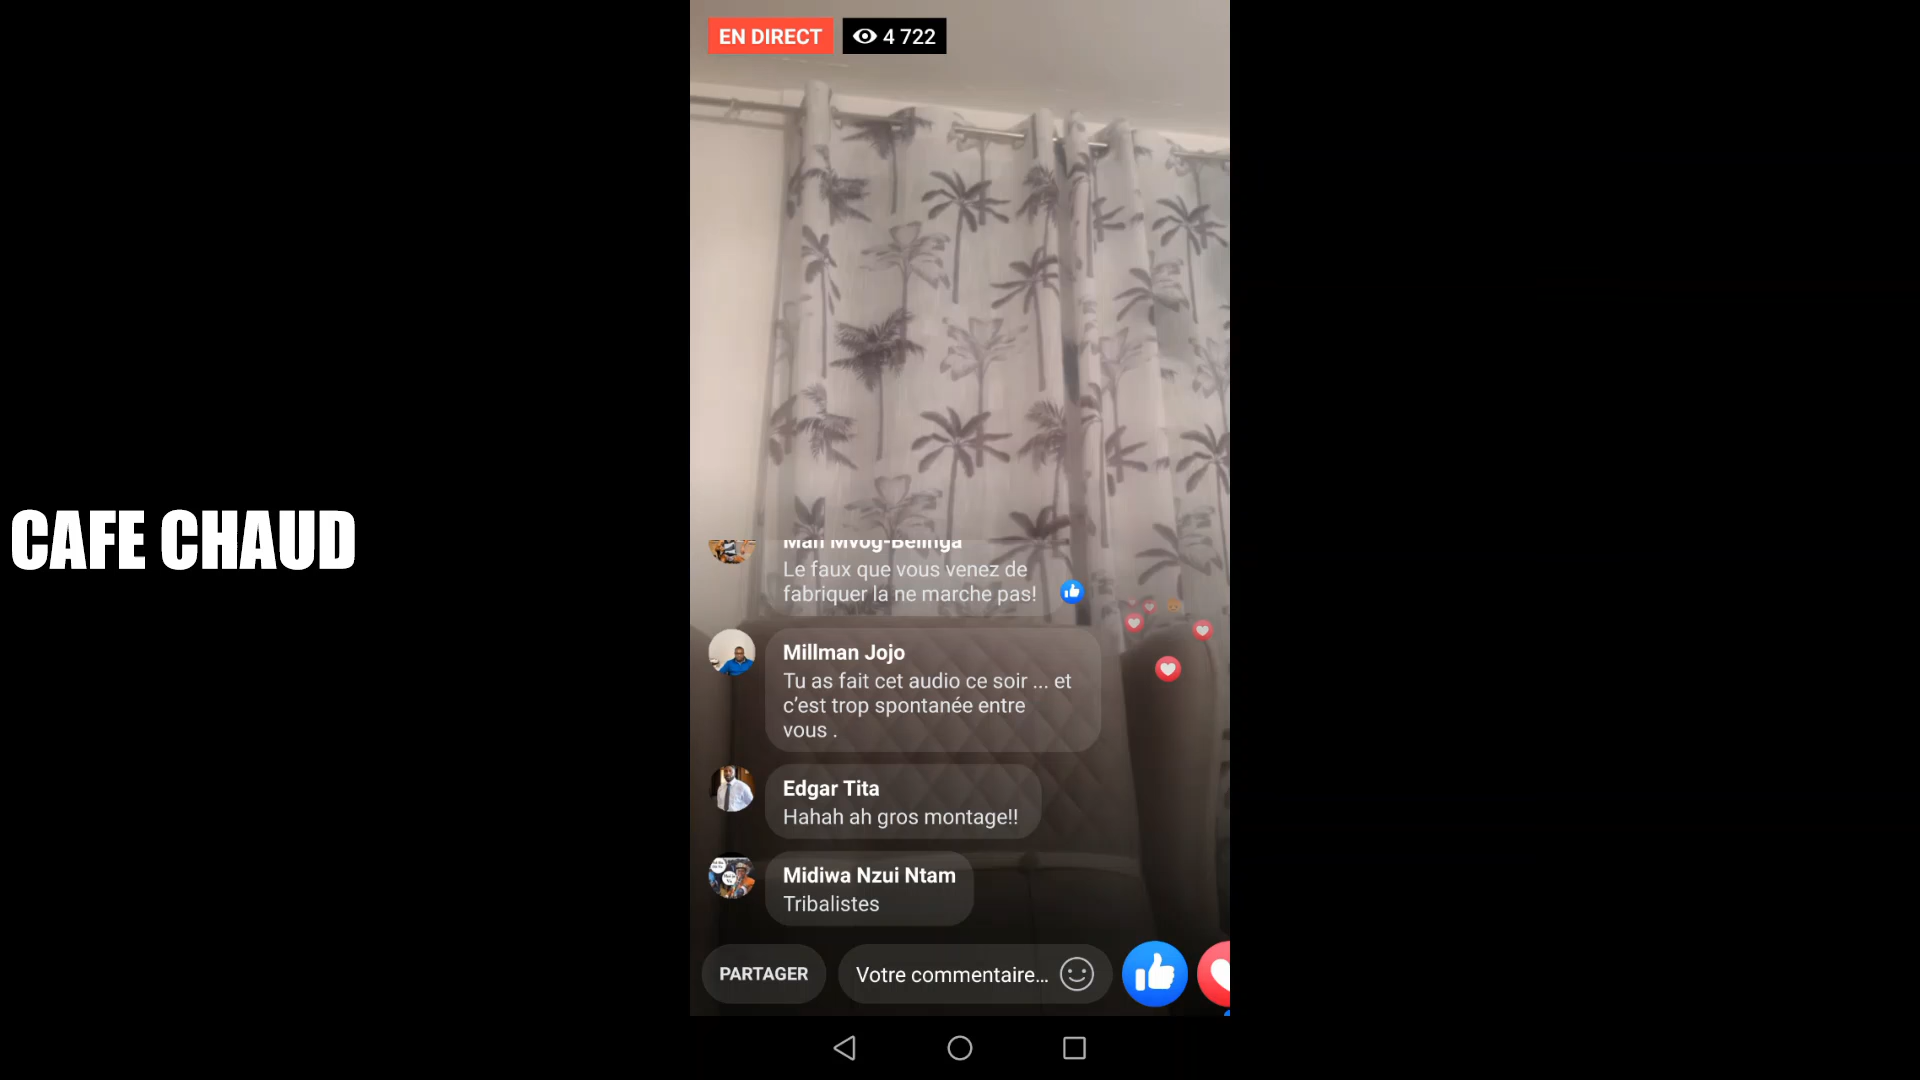 EN DIRECT
4 722
CAFE CHAUD
Le faux que vous venez de
fabriquer la ne marche pas!
Millman Jojo
Tu as fait cet audio ce soir ... et
c’est trop spontanée entre
vous .
Edgar Tita
Hahah ah gros montage!!
Midiwa Nzui Ntam
Tribalistes
PARTAGER
Votre commentaire...